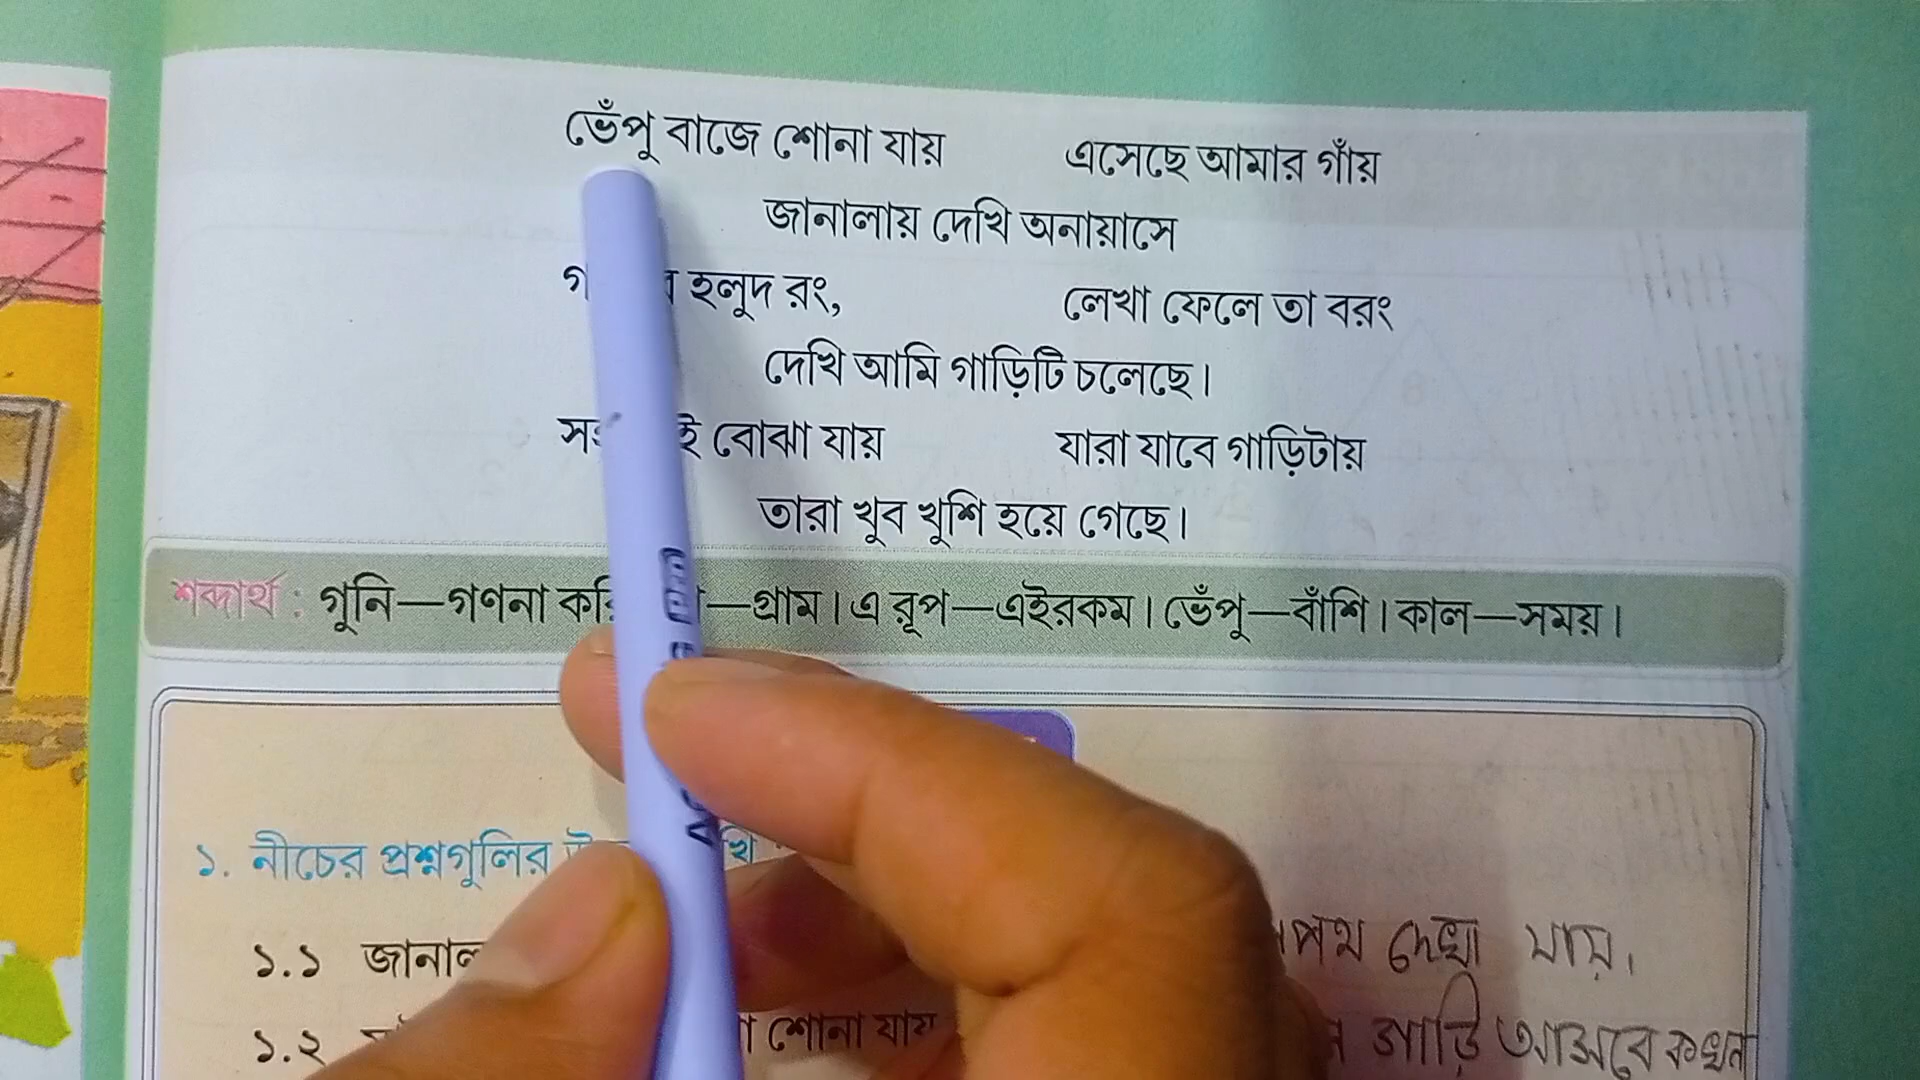 ভেঁপু বাজে শোনা যায় এসেছে আমার গাঁয়
জানালায় দেখি অনায়াসে
হলুদ রং, লেখা ফেলে তা বরং
দেখি আমি গাড়িটি চলেছে।
বোঝা যায় যারা যাবে গাড়িটায়
তারা খুব খুশি হয়ে গেছে।
শব্দার্থ : গুনি—গণনা করি —গ্রাম। এ রূপ—এইরকম। ভেঁপু—বাঁশি। কাল—সময়।
১. নীচের প্রশ্নগুলির
১.১ দেখা যায়।
১.২ শোনা যায় গাড়ি আসবে কখন